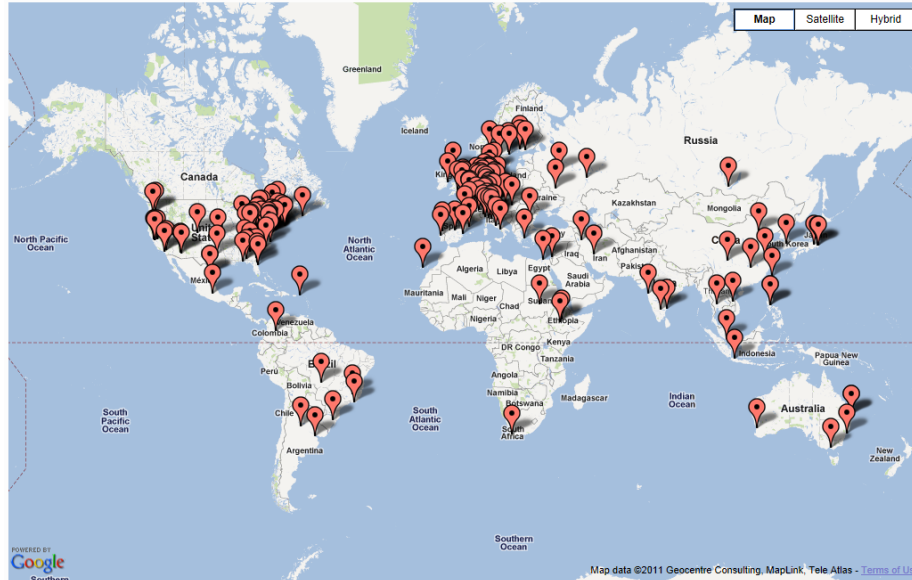 Map
Satellite
Hybrid
Greenland
Iceland
Finland
Russia
Canada
North Pacific
Ocean
North
Atlantic
Ocean
Kazakhstan
Mongolia
Afghanistan
Iraq
Iran
Algeria
Libya
Egypt
Saudi
Arabia
Mauritania
Mali
Niger
Chad
Sudan
Nigeria
Ethiopia
Venezuela
Colombia
DR Congo
Kenya
Tanzania
Indonesia
Papua New
Guinea
Perú
Brazil
Bolivia
Angola
Namibia
Botswana
Madagascar
Indian
Ocean
South
Pacific
Ocean
Chile
South
Atlantic
Ocean
South
Africa
Australia
Argentina
New
Zealand
Southern
Ocean
POWERED BY
Google
Southern
Map data ©2011 Geocentre Consulting, MapLink, Tele Atlas - Terms of Us